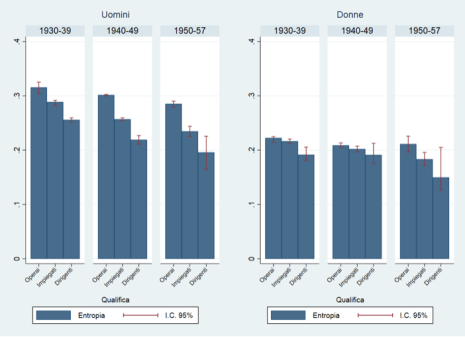 Uomini
1930-39 1940-49 1950-57
.4
.3
.2
.1
0
Operai Impiegati Dirigenti Operai Impiegati Dirigenti Operai Impiegati Dirigenti
Qualifica
Entropia I.C. 95%
Donne
1930-39 1940-49 1950-57
.4
.3
.2
.1
0
Operai Impiegati Dirigenti Operai Impiegati Dirigenti Operai Impiegati Dirigenti
Qualifica
Entropia I.C. 95%